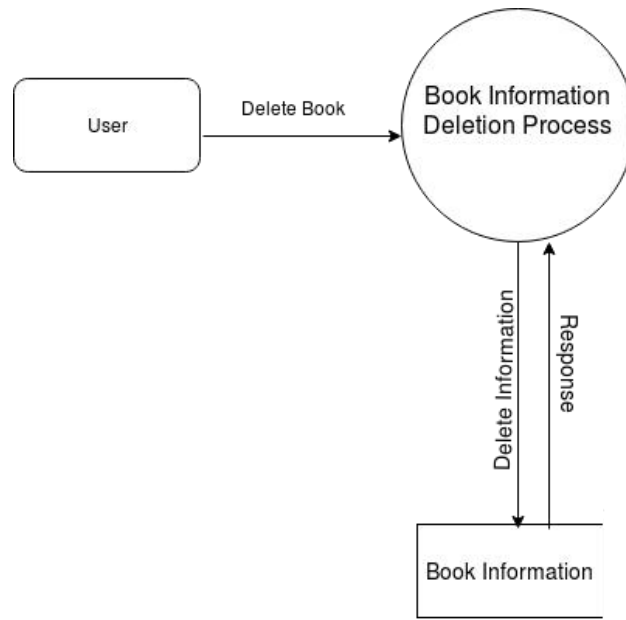 User
Delete Book
Book Information
Deletion Process
Delete Information
Response
Book Information